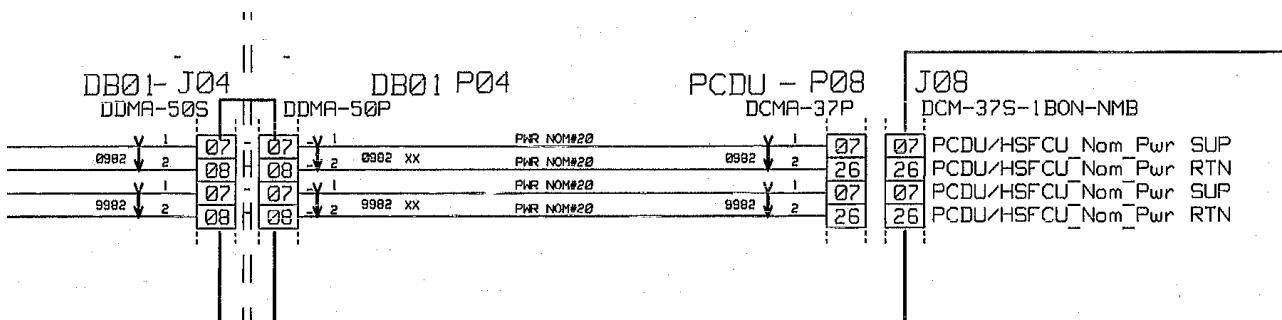 DB01-J04 DB01 P04 PCDU - P08 J08
DDMA-50S DDMA-50P DCMA-37P DCM-37S-1BON-NMB
1 07 - 07 1 PWR NOM#20 1 07 07 PCDU/HSFCU_Nom_Pwr SUP
0982 2 08 H 08 2 0982 XX PWR NOM#20 0982 2 26 26 PCDU/HSFCU_Nom_Pwr RTN
1 07 - 07 1 PWR NOM#20 1 07 07 PCDU/HSFCU_Nom_Pwr SUP
9982 2 08 H 08 2 9982 XX PWR NOM#20 9982 2 26 26 PCDU/HSFCU_Nom_Pwr RTN